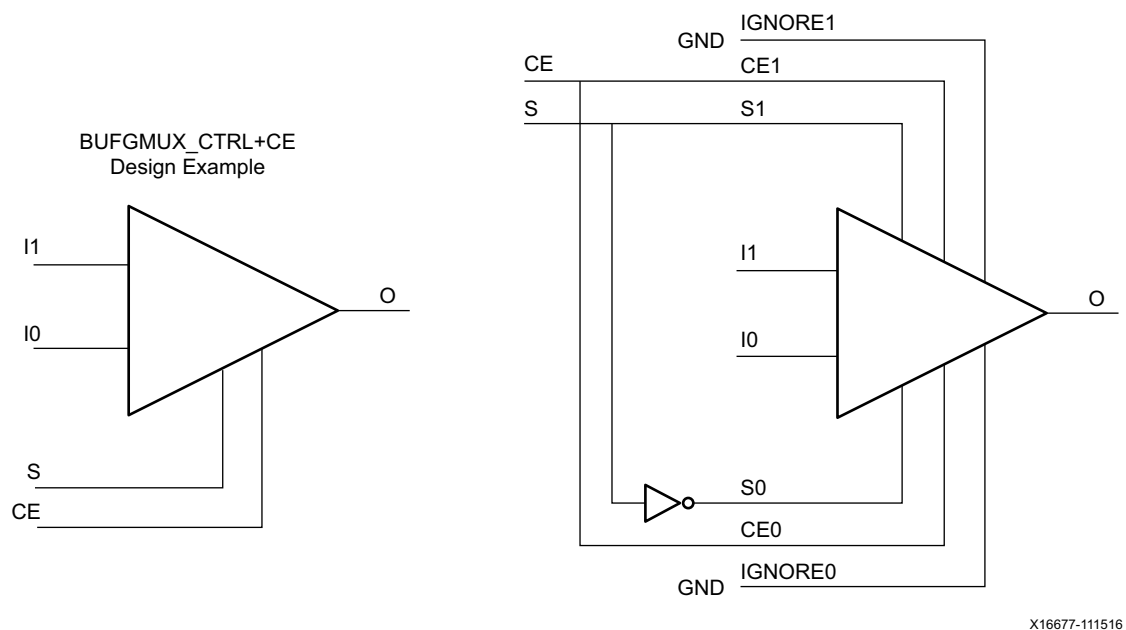 BUFGMUX_CTRL+CE
Design Example
I1
I0
O
S
CE
GND
IGNORE1
CE
CE1
S
S1
I1
I0
O
S0
CE0
GND
IGNORE0
X16677-111516